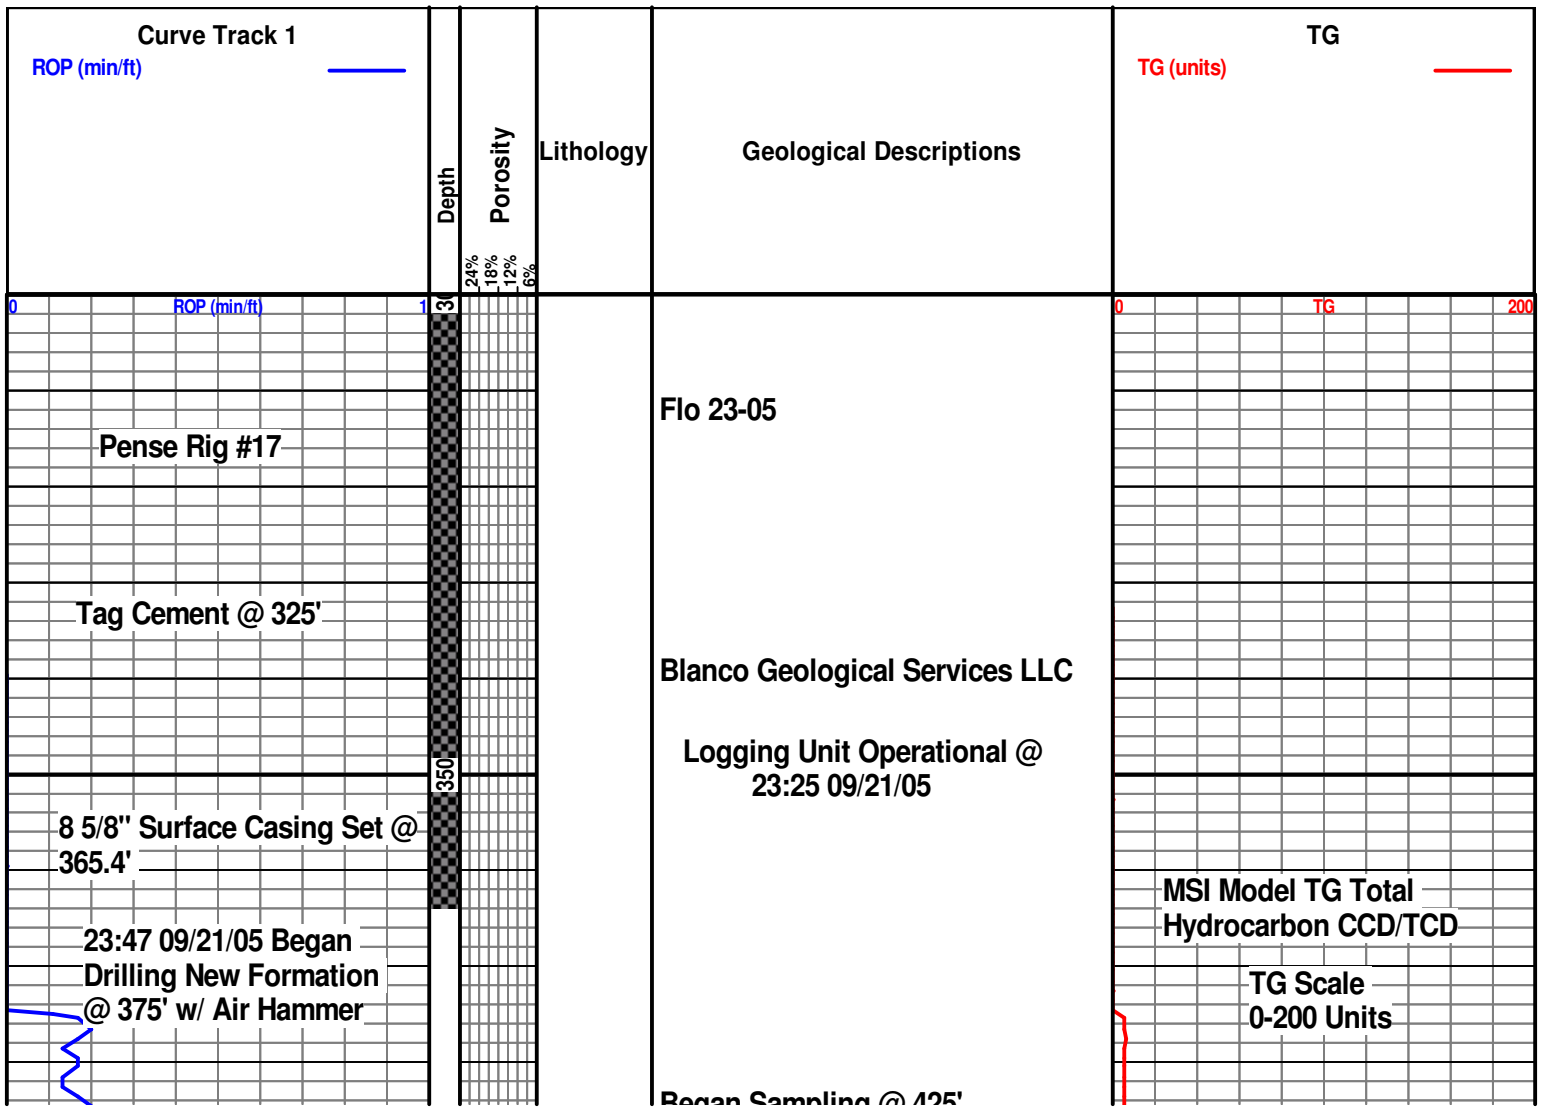 Curve Track 1
ROP (min/ft)
Depth
Porosity
24%
18%
12%
6%
Lithology
Geological Descriptions
TG
TG (units)
0 ROP (min/ft) 1
0 TG 200
Flo 23-05
Pense Rig #17
Tag Cement @ 325'
Blanco Geological Services LLC
Logging Unit Operational @
23:25 09/21/05
350
8 5/8" Surface Casing Set @
365.4'
MSI Model TG Total
Hydrocarbon CCD/TCD
23:47 09/21/05 Began
Drilling New Formation
@ 375' w/ Air Hammer
TG Scale
0-200 Units
Began Sampling @ 425'